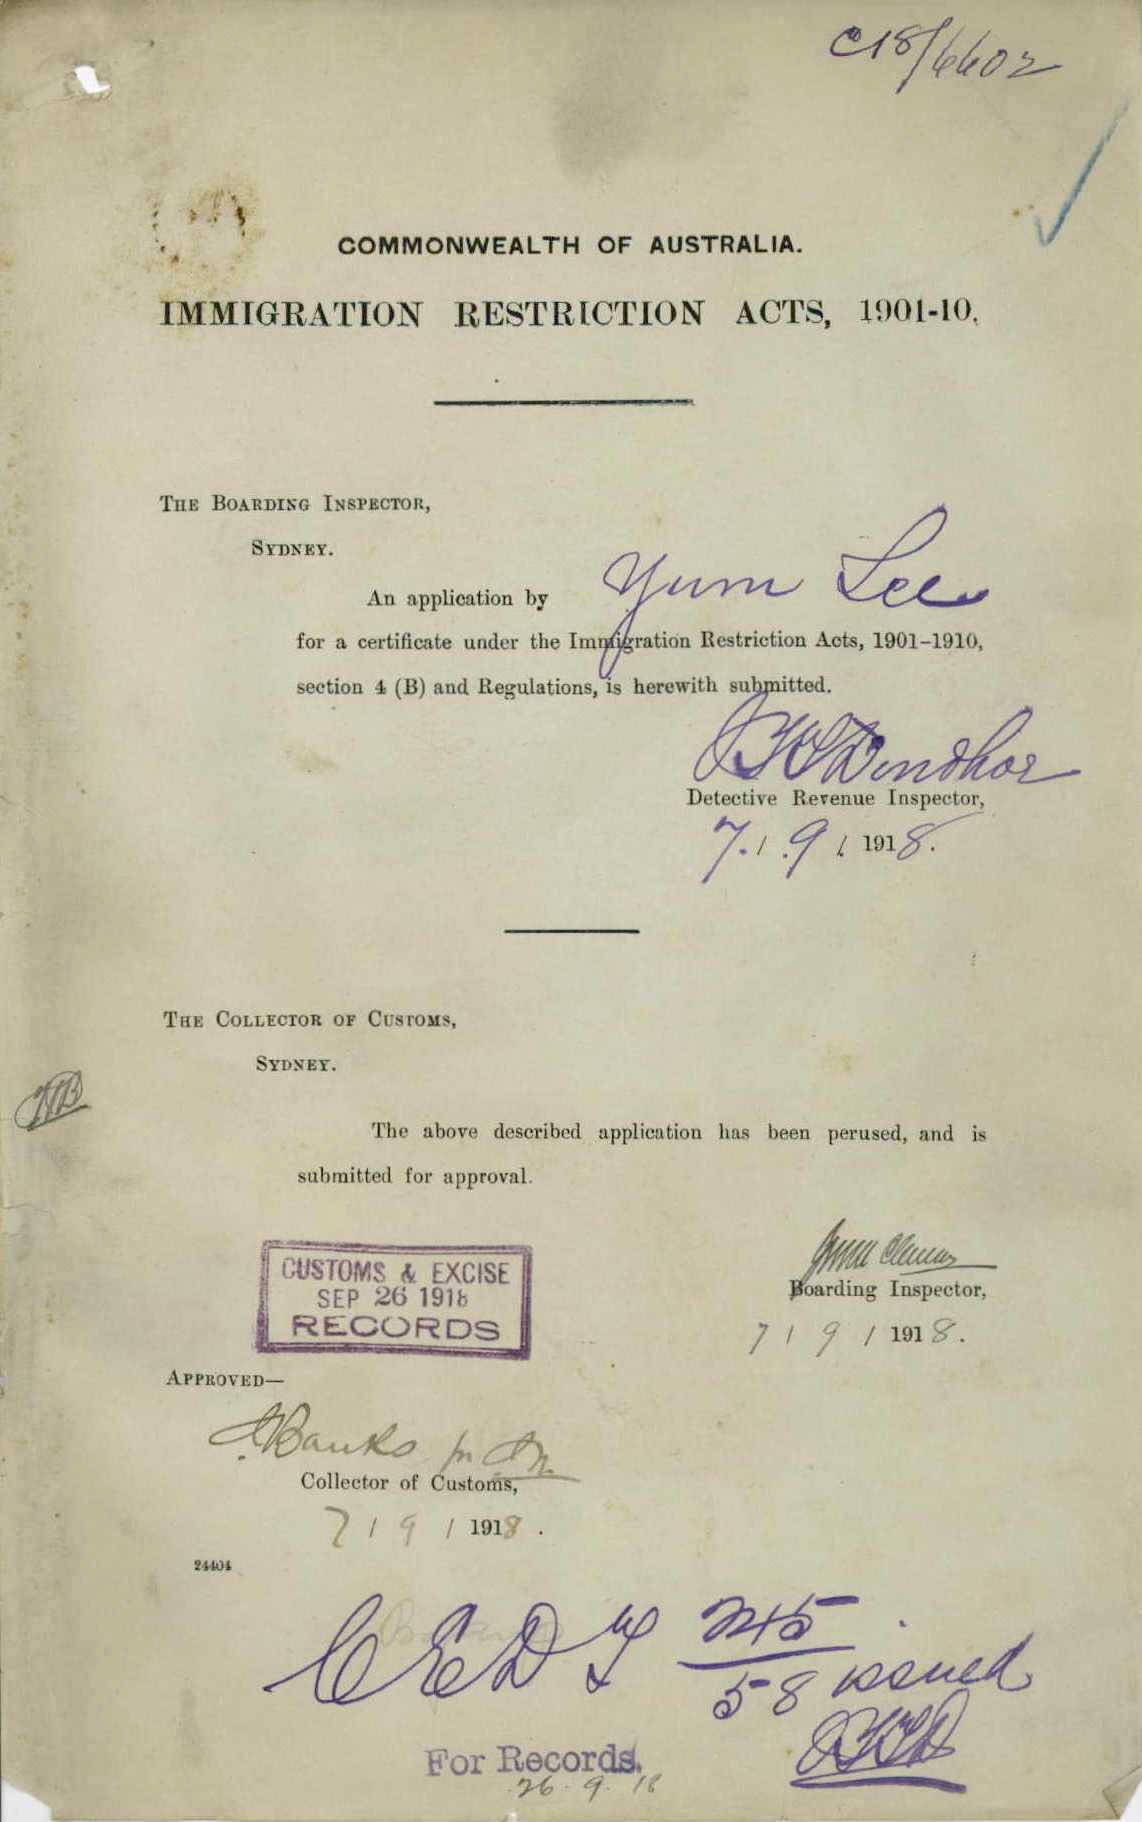 C18/6602
COMMONWEALTH OF AUSTRALIA.
IMMIGRATION RESTRICTION ACTS, 1901-10.
THE BOARDING INSPECTOR,
SYDNEY.
An application by Yum Lee
for a certificate under the Immigration Restriction Acts, 1901-1910,
section 4 (B) and Regulations, is herewith submitted.
Detective Revenue Inspector,
7 / 9 / 1918.
THE COLLECTOR OF CUSTOMS,
SYDNEY.
The above described application has been perused, and is
submitted for approval.
Boarding Inspector,
7 / 9 / 1918.
CUSTOMS & EXCISE
SEP 26 1918
RECORDS
APPROVED—
Banks
Collector of Customs,
7 / 9 / 1918.
24404
CEDT 245/58 issued
For Records.
26.9.18